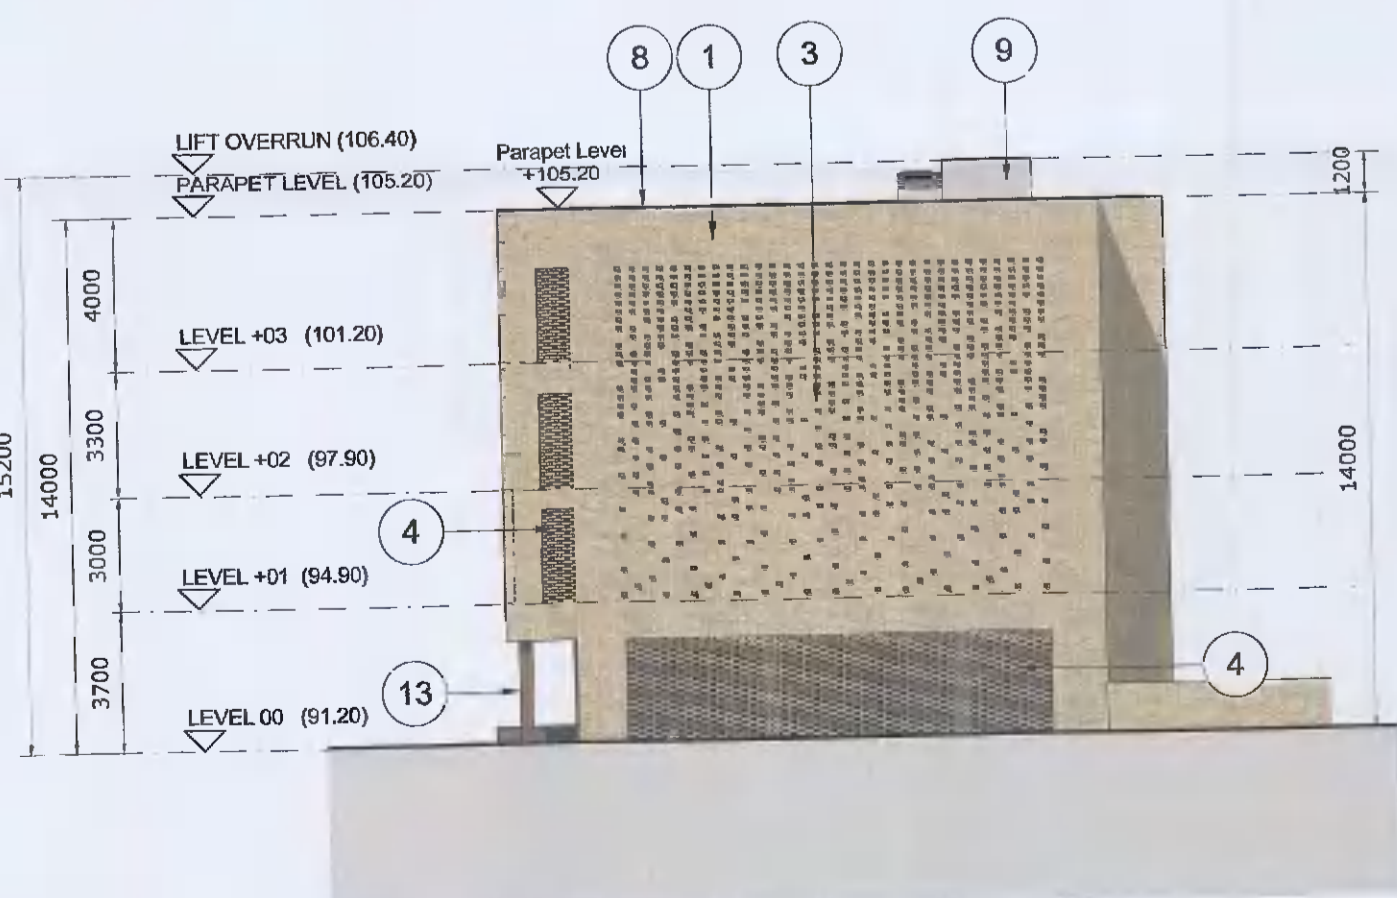 8
1
3
9
LIFT OVERRUN (106.40)
PARAPET LEVEL (105.20)
Parapet Level
+105.20
1200
4000
LEVEL +03 (101.20)
3300
LEVEL +02 (97.90)
15200
14000
14000
4
3000
LEVEL +01 (94.90)
4
13
3700
LEVEL 00 (91.20)